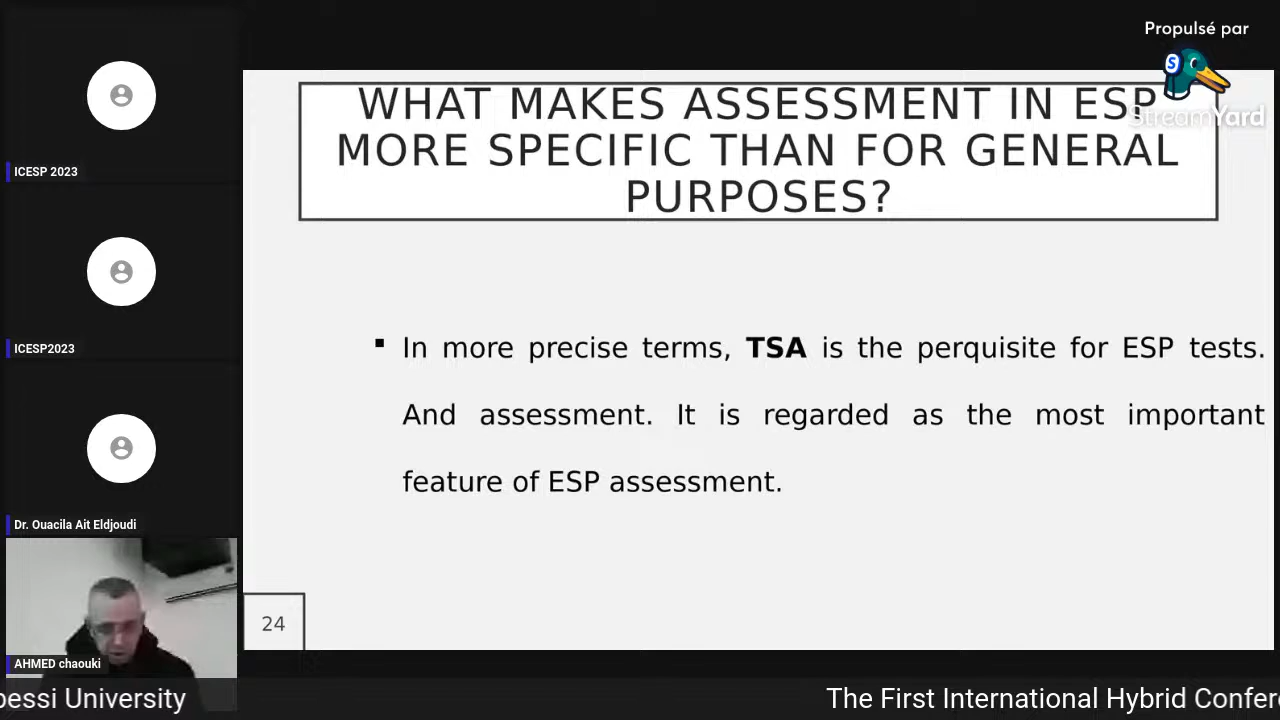 Propulsé par
StreamYard
WHAT MAKES ASSESSMENT IN ESP
MORE SPECIFIC THAN FOR GENERAL
PURPOSES?
ICESP 2023
ICESP2023
Dr. Ouacila Ait Eldjoudi
AHMED chaouki
▪ In more precise terms, TSA is the perquisite for ESP tests.
And assessment. It is regarded as the most important
feature of ESP assessment.
24
bessi University
The First International Hybrid Confer